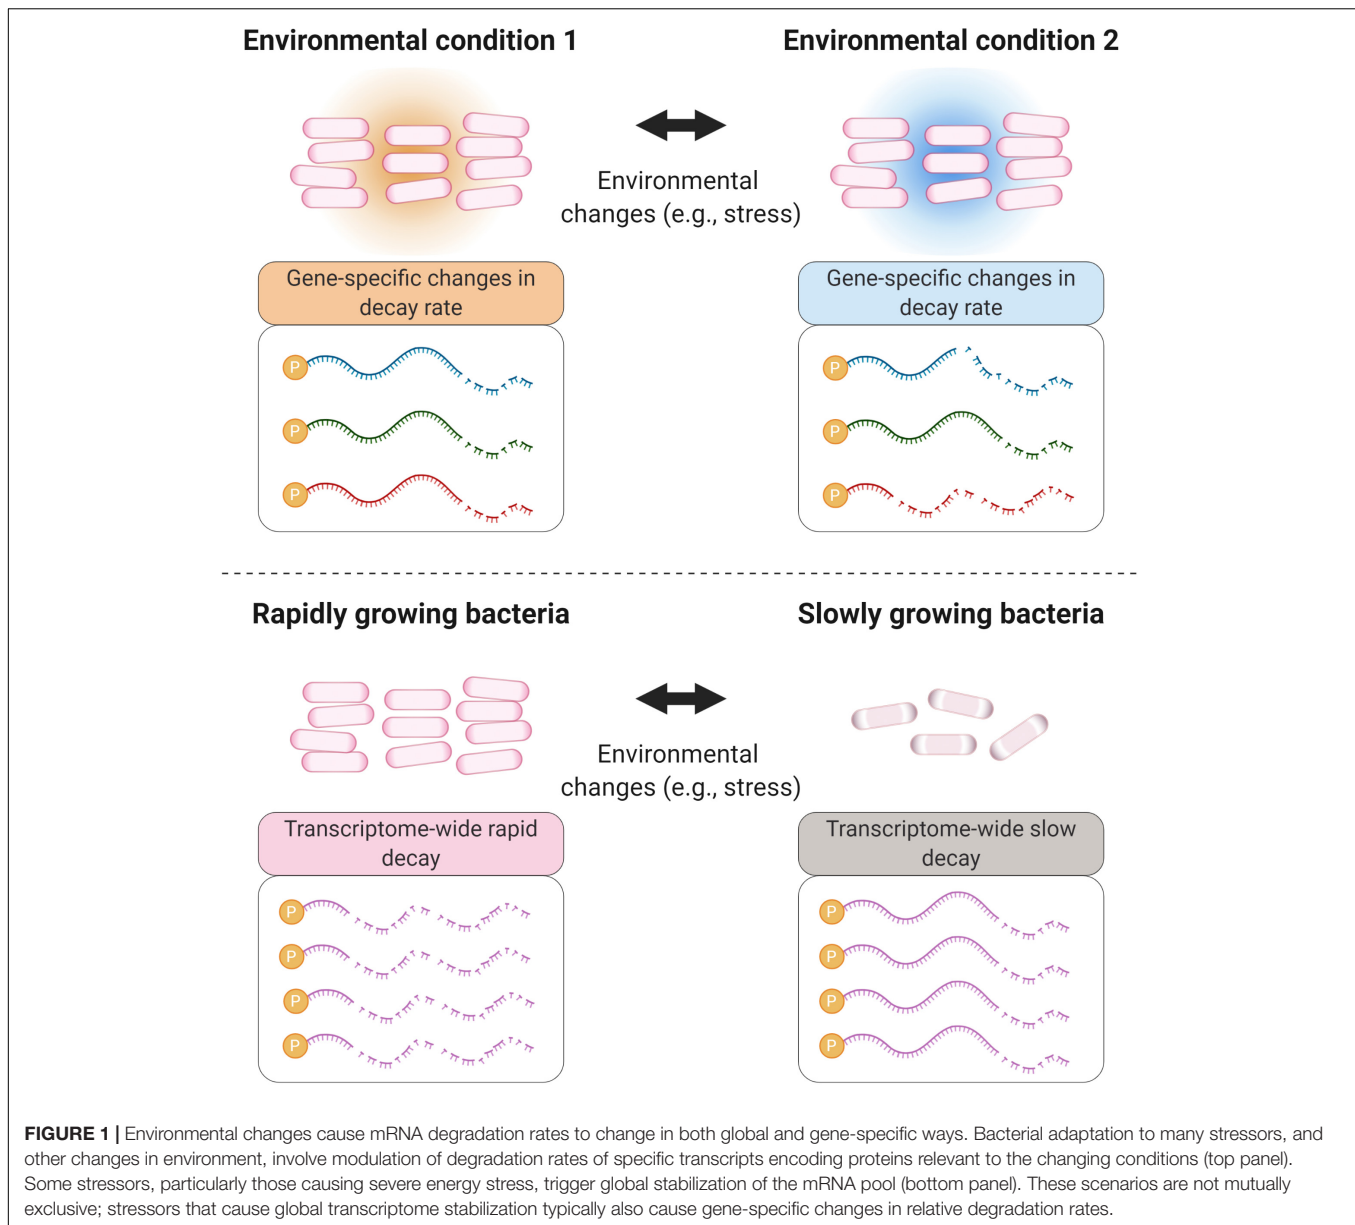 Environmental condition 1
Environmental condition 2
Environmental
changes (e.g., stress)
Gene-specific changes in
decay rate
Gene-specific changes in
decay rate
P
P
P
P
P
P
Rapidly growing bacteria
Slowly growing bacteria
Environmental
changes (e.g., stress)
Transcriptome-wide rapid
decay
Transcriptome-wide slow
decay
P
P
P
P
P
P
P
P
FIGURE 1 | Environmental changes cause mRNA degradation rates to change in both global and gene-specific ways. Bacterial adaptation to many stressors, and
other changes in environment, involve modulation of degradation rates of specific transcripts encoding proteins relevant to the changing conditions (top panel).
Some stressors, particularly those causing severe energy stress, trigger global stabilization of the mRNA pool (bottom panel). These scenarios are not mutually
exclusive; stressors that cause global transcriptome stabilization typically also cause gene-specific changes in relative degradation rates.